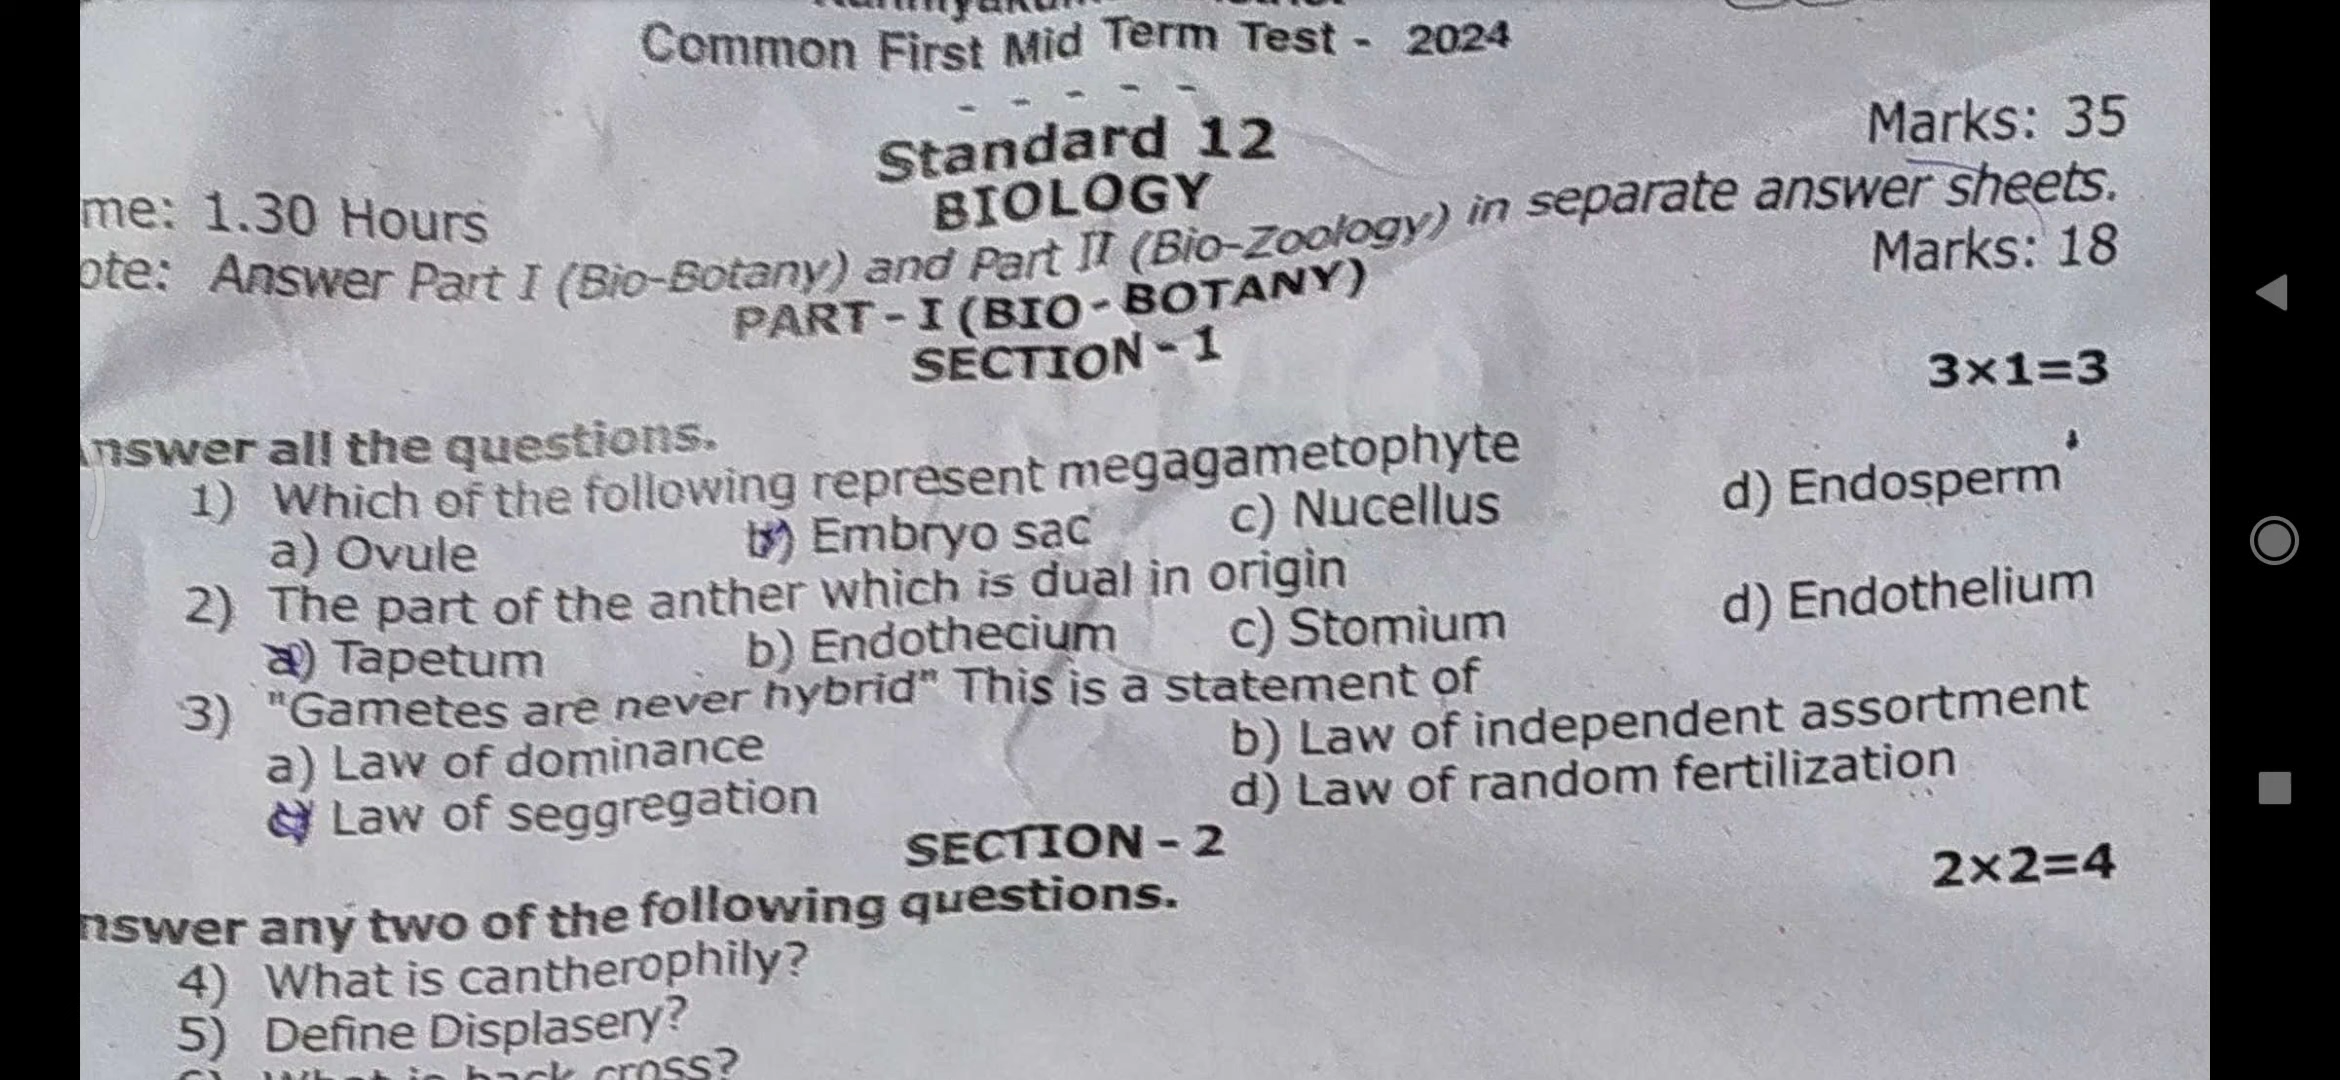 Common First Mid Term Test - 2024
- - - - -
Standard 12
Marks: 35
BIOLOGY
me: 1.30 Hours
ote: Answer Part I (Bio-Botany) and Part II (Bio-Zoology) in separate answer sheets.
PART - I (BIO - BOTANY)
Marks: 18
SECTION - 1
nswer all the questions.
3×1=3
1) Which of the following represent megagametophyte
a) Ovule b) Embryo sac c) Nucellus d) Endosperm
2) The part of the anther which is dual in origin
a) Tapetum b) Endothecium c) Stomium d) Endothelium
3) "Gametes are never hybrid" This is a statement of
a) Law of dominance b) Law of independent assortment
c) Law of seggregation d) Law of random fertilization
SECTION - 2
nswer any two of the following questions.
2×2=4
4) What is cantherophily?
5) Define Displasery?
What is back cross?